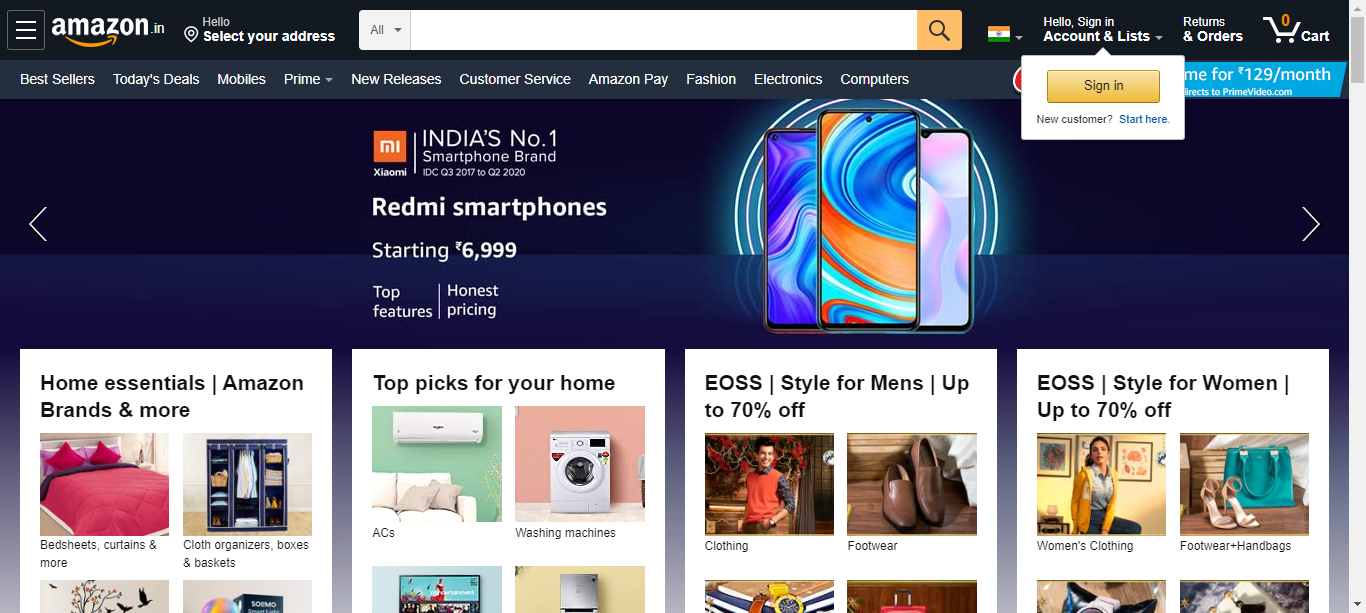 amazon.in
Hello
Select your address
All
Hello, Sign in
Account & Lists
Returns
& Orders
0
Cart
Best Sellers
Today's Deals
Mobiles
Prime
New Releases
Customer Service
Amazon Pay
Fashion
Electronics
Computers
me for ₹129/month
directs to PrimeVideo.com
Sign in
New customer? Start here.
mi
Xiaomi
INDIA'S No.1
Smartphone Brand
IDC Q3 2017 to Q2 2020
Redmi smartphones
Starting ₹6,999
Top
features
Honest
pricing
Home essentials | Amazon
Brands & more
Bedsheets, curtains &
more
Cloth organizers, boxes
& baskets
Top picks for your home
ACs
Washing machines
EOSS | Style for Mens | Up
to 70% off
Clothing
Footwear
EOSS | Style for Women |
Up to 70% off
Women's Clothing
Footwear+Handbags